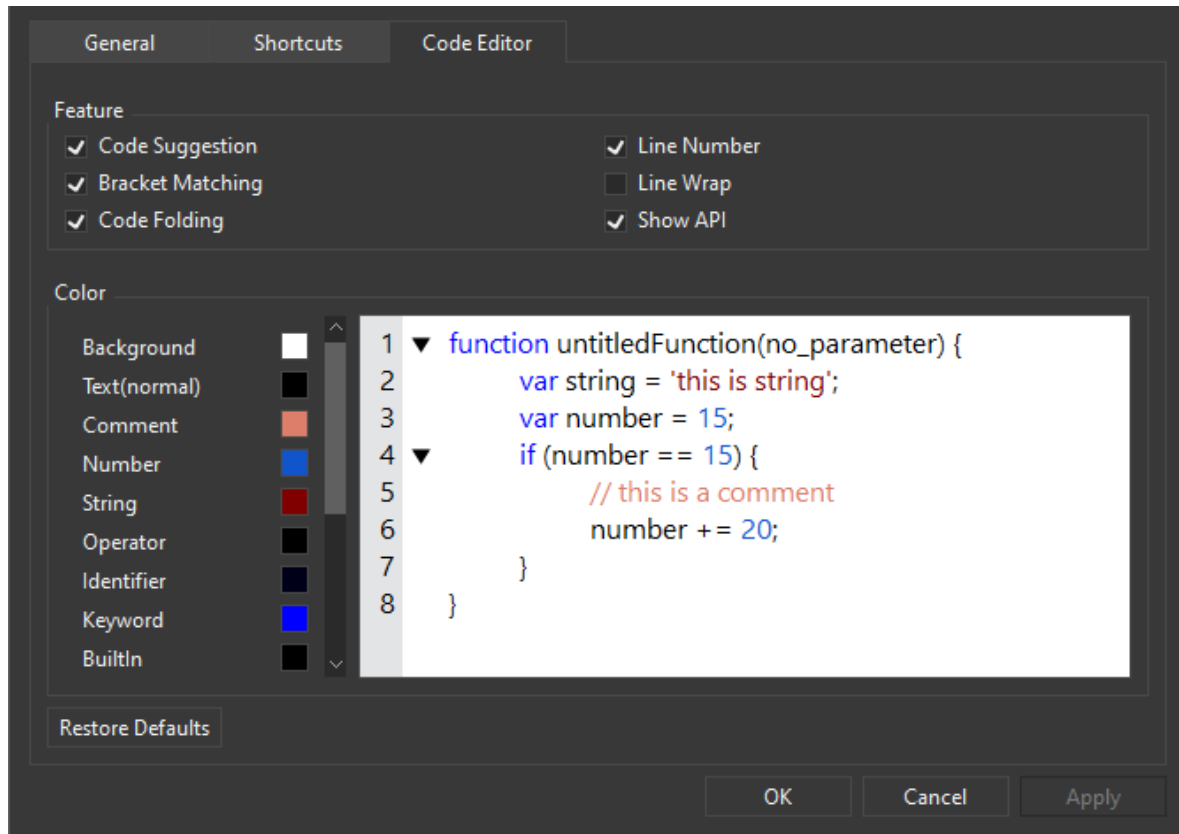 General Shortcuts Code Editor
Feature
Code Suggestion Line Number
Bracket Matching Line Wrap
Code Folding Show API
Color
Background
Text(normal)
Comment
Number
String
Operator
Identifier
Keyword
BuiltIn
1 function untitledFunction(no_parameter) {
2 var string = 'this is string';
3 var number = 15;
4 if (number == 15) {
5 // this is a comment
6 number += 20;
7 }
8 }
Restore Defaults
OK Cancel Apply